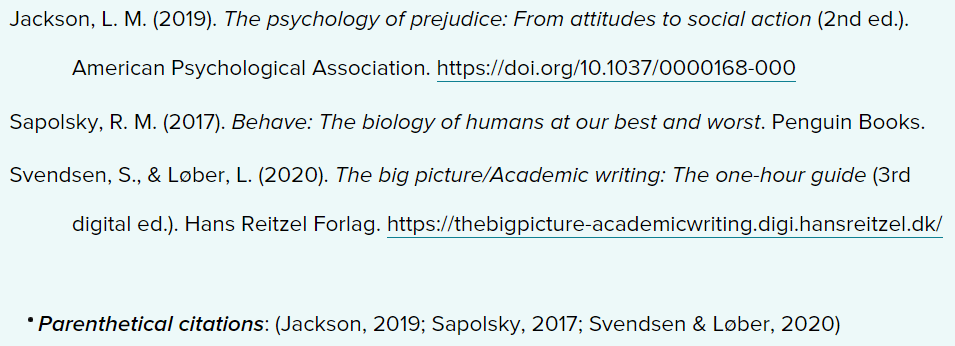 Jackson, L. M. (2019). The psychology of prejudice: From attitudes to social action (2nd ed.).
American Psychological Association. https://doi.org/10.1037/0000168-000
Sapolsky, R. M. (2017). Behave: The biology of humans at our best and worst. Penguin Books.
Svendsen, S., & Løber, L. (2020). The big picture/Academic writing: The one-hour guide (3rd
digital ed.). Hans Reitzel Forlag. https://thebigpicture-academicwriting.digi.hansreitzel.dk/
• Parenthetical citations: (Jackson, 2019; Sapolsky, 2017; Svendsen & Løber, 2020)